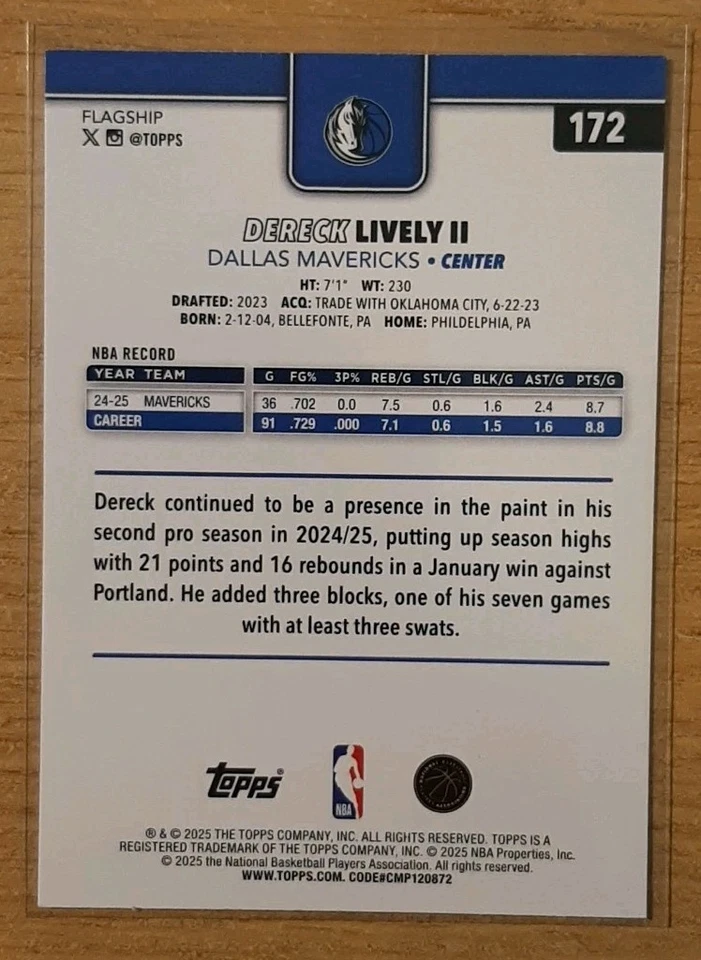 FLAGSHIP
X @TOPPS
172
DERECK LIVELY II
DALLAS MAVERICKS • CENTER
HT: 7'1" WT: 230
DRAFTED: 2023 ACQ: TRADE WITH OKLAHOMA CITY, 6-22-23
BORN: 2-12-04, BELLEFONTE, PA HOME: PHILDELPHIA, PA
NBA RECORD
YEAR TEAM G FG% 3P% REB/G STL/G BLK/G AST/G PTS/G
24-25 MAVERICKS 36 .702 0.0 7.5 0.6 1.6 2.4 8.7
CAREER 91 .729 .000 7.1 0.6 1.5 1.6 8.8
Dereck continued to be a presence in the paint in his
second pro season in 2024/25, putting up season highs
with 21 points and 16 rebounds in a January win against
Portland. He added three blocks, one of his seven games
with at least three swats.
topps®
NBA
® & © 2025 THE TOPPS COMPANY, INC. ALL RIGHTS RESERVED. TOPPS IS A
REGISTERED TRADEMARK OF THE TOPPS COMPANY, INC. © 2025 NBA Properties, Inc.
© 2025 the National Basketball Players Association. All rights reserved.
WWW.TOPPS.COM. CODE#CMP120872